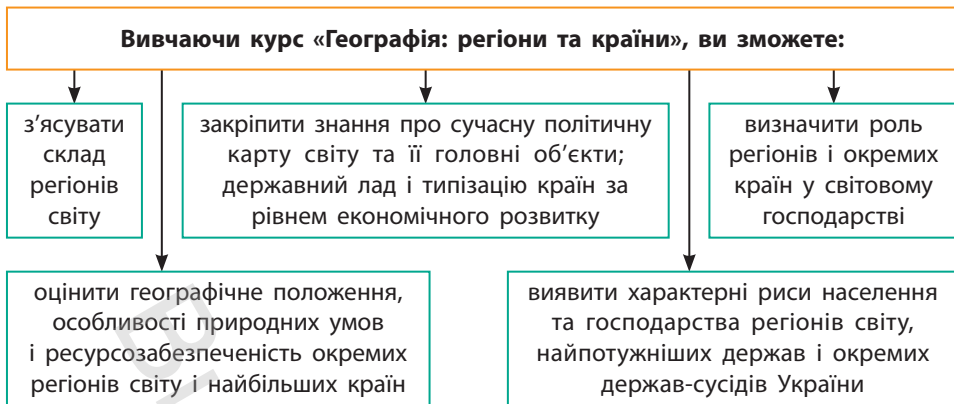 Вивчаючи курс «Географія: регіони та країни», ви зможете:
з'ясувати
склад
регіонів
світу
закріпити знання про сучасну політичну
карту світу та її головні об’єкти;
державний лад і типізацію країн за
рівнем економічного розвитку
визначити роль
регіонів і окремих
країн у світовому
господарстві
оцінити географічне положення,
особливості природних умов
і ресурсозабезпеченість окремих
регіонів світу і найбільших країн
виявити характерні риси населення
та господарства регіонів світу,
найпотужніших держав і окремих
держав-сусідів України